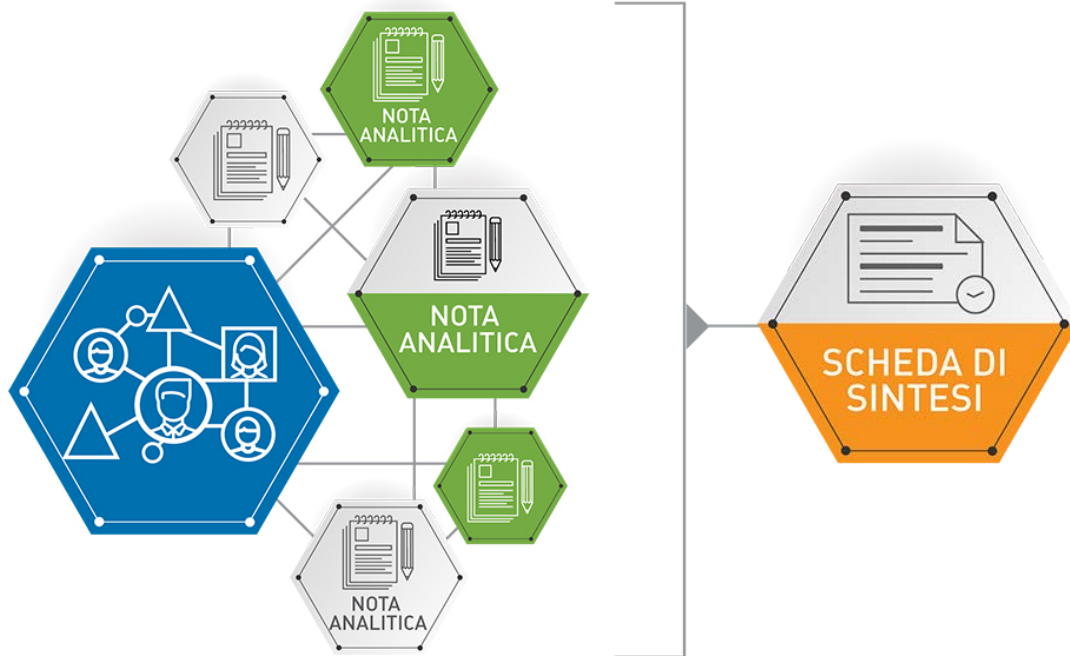 NOTA
ANALITICA
NOTA
ANALITICA
SCHEDA DI
SINTESI
NOTA
ANALITICA